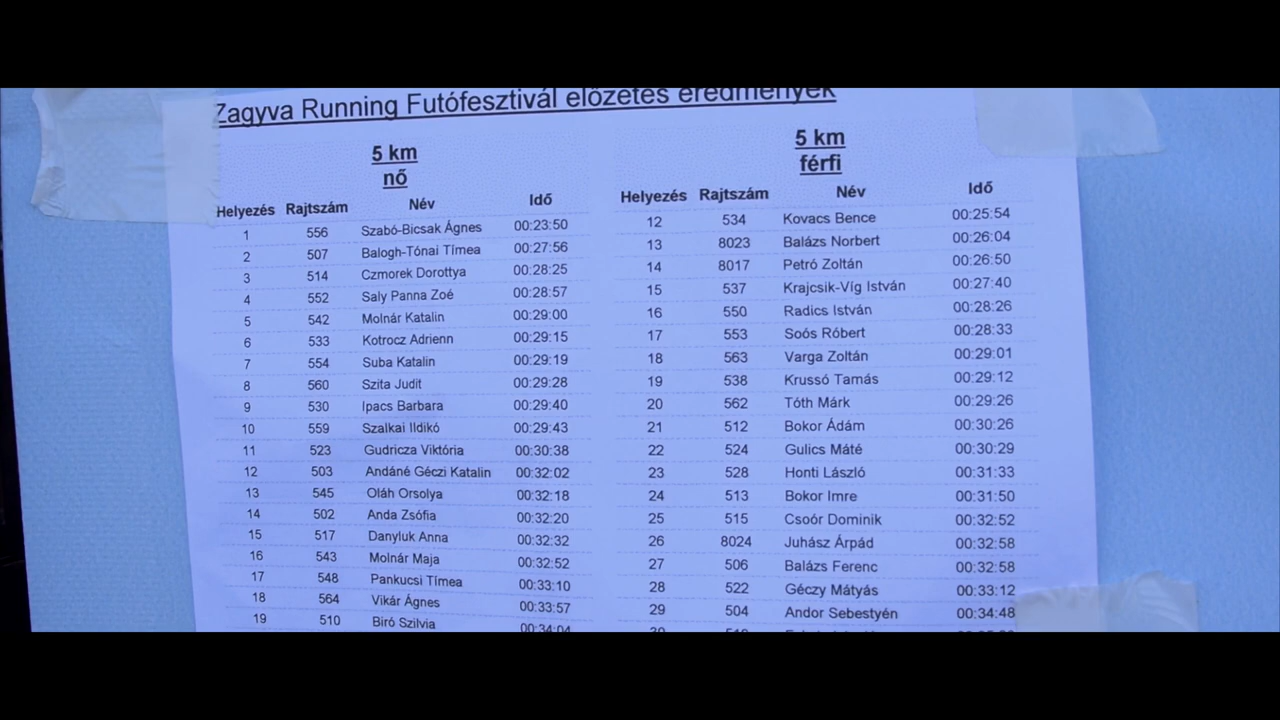 Zagyva Running Futófesztivál előzetes eredmények
5 km
nő
Helyezés Rajtszám Név Idő
1 556 Szabó-Bicsak Ágnes 00:23:50
2 507 Balogh-Tónai Tímea 00:27:56
3 514 Czmorek Dorottya 00:28:25
4 552 Saly Panna Zoé 00:28:57
5 542 Molnár Katalin 00:29:00
6 533 Kotrocz Adrienn 00:29:15
7 554 Suba Katalin 00:29:19
8 560 Szita Judit 00:29:28
9 530 Ipacs Barbara 00:29:40
10 559 Szalkai Ildikó 00:29:43
11 523 Gudricza Viktória 00:30:38
12 503 Andáné Géczi Katalin 00:32:02
13 545 Oláh Orsolya 00:32:18
14 502 Anda Zsófia 00:32:20
15 517 Danyluk Anna 00:32:32
16 543 Molnár Maja 00:32:52
17 548 Pankucsi Tímea 00:33:10
18 564 Vikár Ágnes 00:33:57
19 510 Biró Szilvia 00:34:04
5 km
férfi
Helyezés Rajtszám Név Idő
12 534 Kovacs Bence 00:25:54
13 8023 Balázs Norbert 00:26:04
14 8017 Petró Zoltán 00:26:50
15 537 Krajcsik-Víg István 00:27:40
16 550 Radics István 00:28:26
17 553 Soós Róbert 00:28:33
18 563 Varga Zoltán 00:29:01
19 538 Krussó Tamás 00:29:12
20 562 Tóth Márk 00:29:26
21 512 Bokor Ádám 00:30:26
22 524 Gulics Máté 00:30:29
23 528 Honti László 00:31:33
24 513 Bokor Imre 00:31:50
25 515 Csoór Dominik 00:32:52
26 8024 Juhász Árpád 00:32:58
27 506 Balázs Ferenc 00:32:58
28 522 Géczy Mátyás 00:33:12
29 504 Andor Sebestyén 00:34:48
30